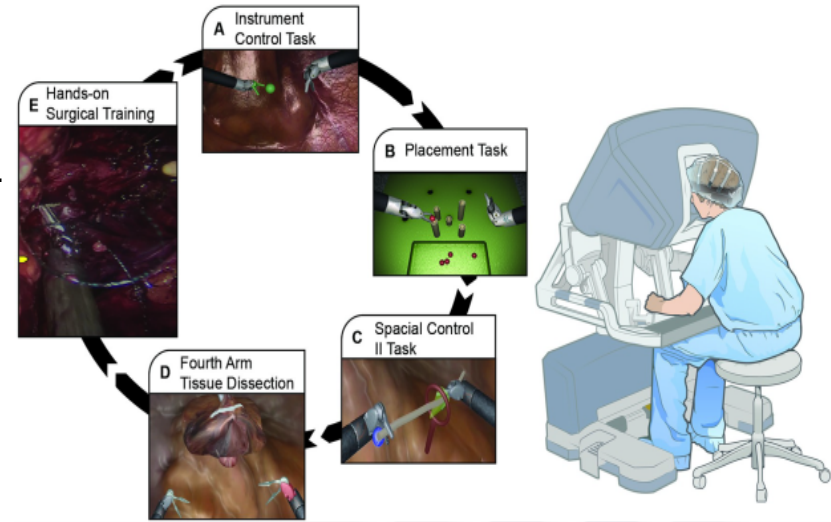 A Instrument
Control Task
B Placement Task
C Spacial Control
II Task
D Fourth Arm
Tissue Dissection
E Hands-on
Surgical Training